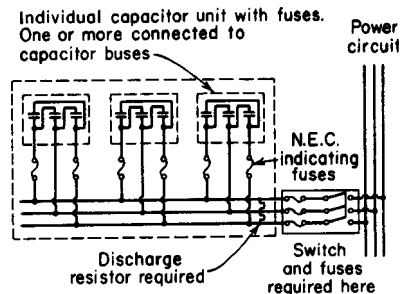 Individual capacitor unit with fuses.
One or more connected to
capacitor buses
Power
circuit
N.E.C.
indicating
fuses
Discharge
resistor required
Switch
and fuses
required here